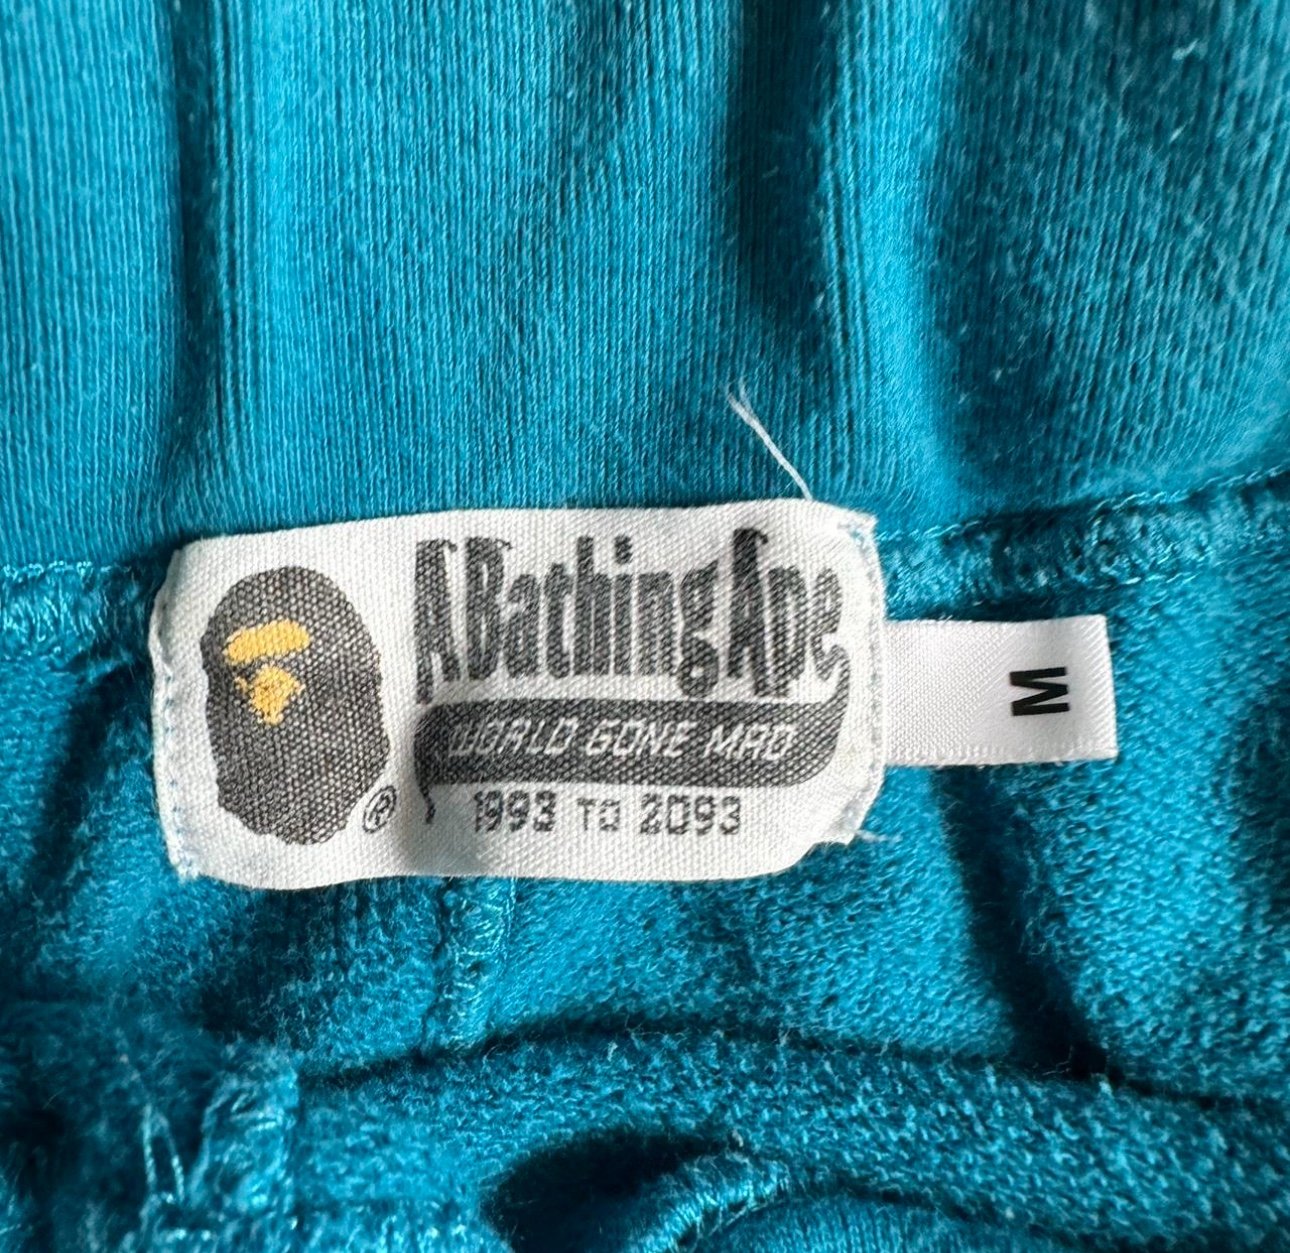 A Bathing Ape
WORLD GONE MAD
1993 TO 2093
®
M